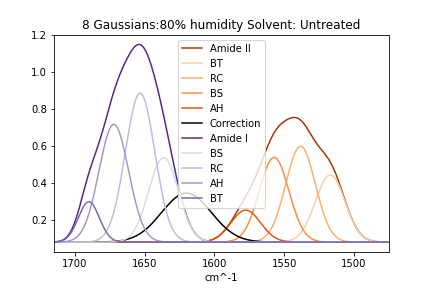 8 Gaussians:80% humidity Solvent: Untreated
1.2
1.0
0.8
0.6
0.4
0.2
Amide II
BT
RC
BS
AH
Correction
Amide I
BS
RC
AH
BT
1700
1650
1600
1550
1500
cm^-1